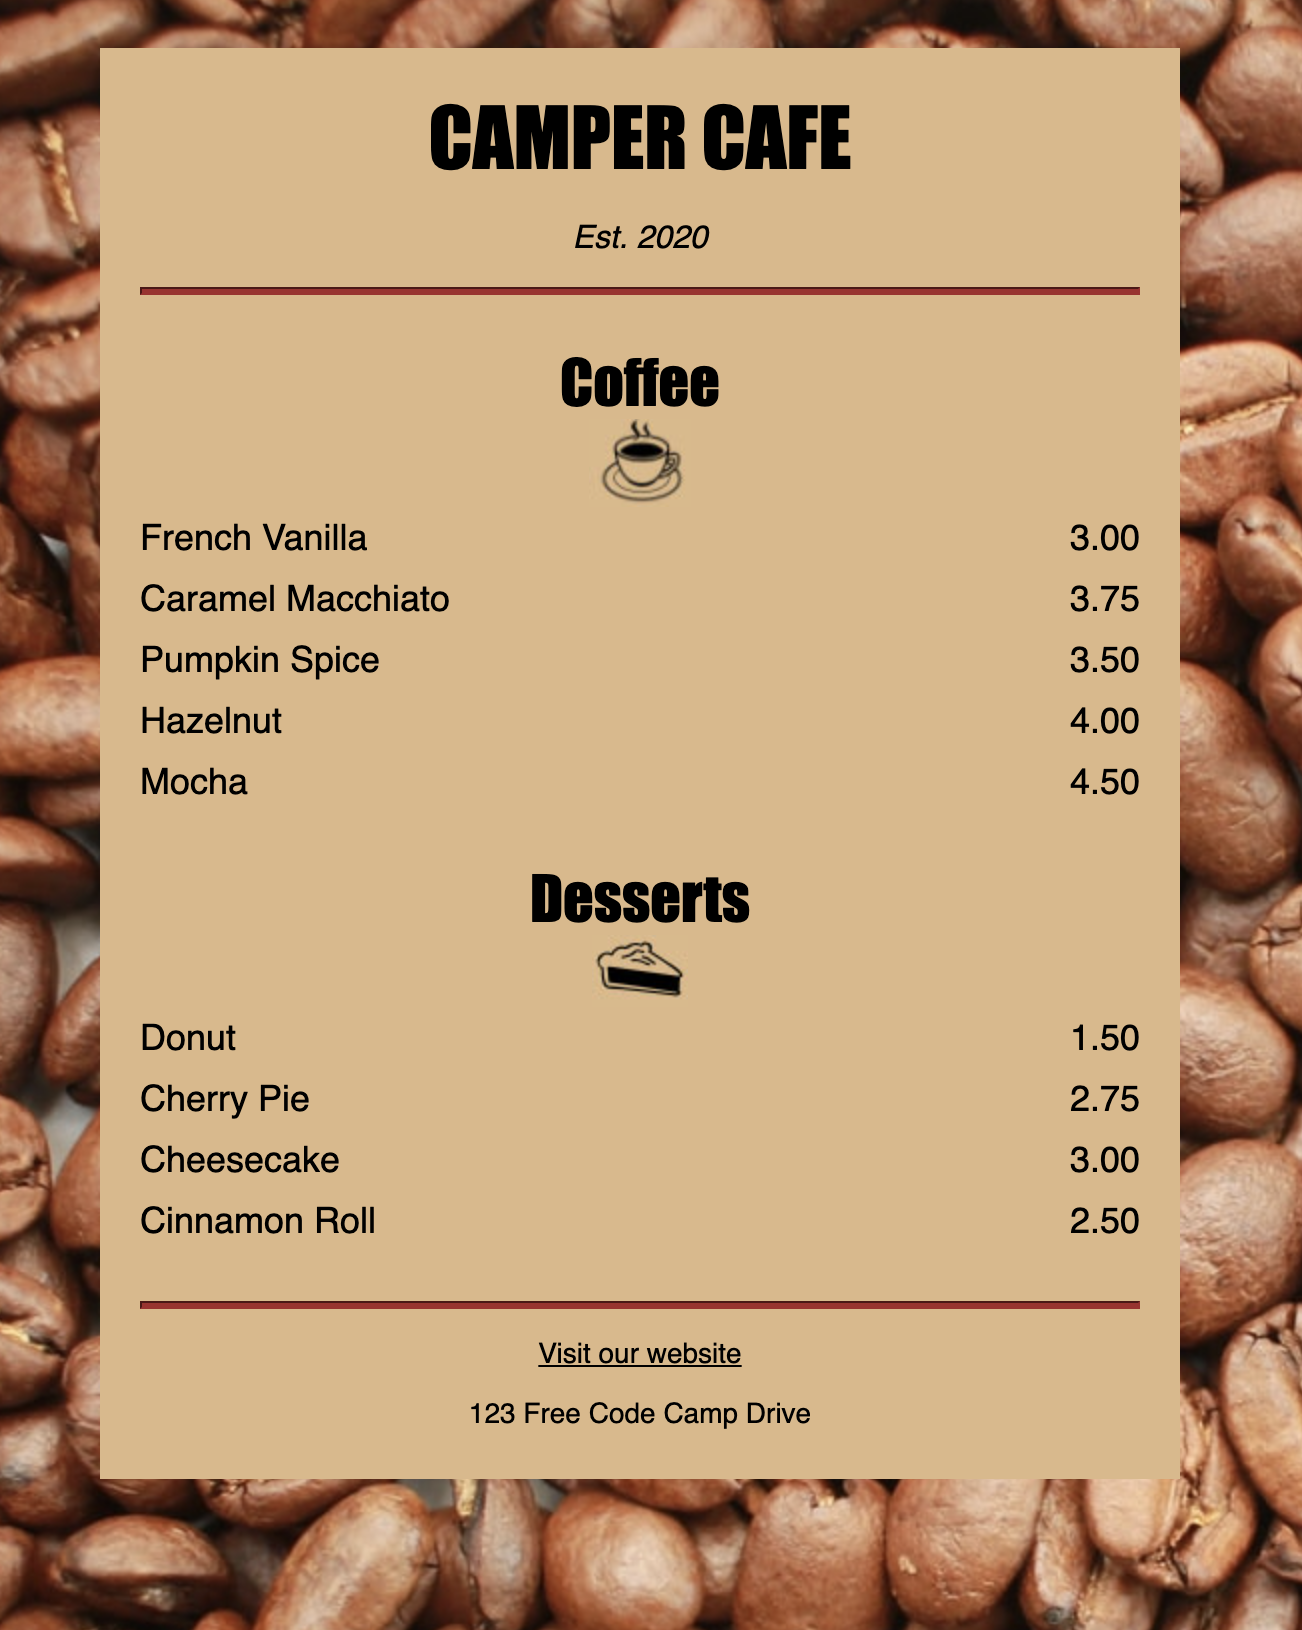 CAMPER CAFE
Est. 2020
Coffee
French Vanilla 3.00
Caramel Macchiato 3.75
Pumpkin Spice 3.50
Hazelnut 4.00
Mocha 4.50
Desserts
Donut 1.50
Cherry Pie 2.75
Cheesecake 3.00
Cinnamon Roll 2.50
Visit our website
123 Free Code Camp Drive